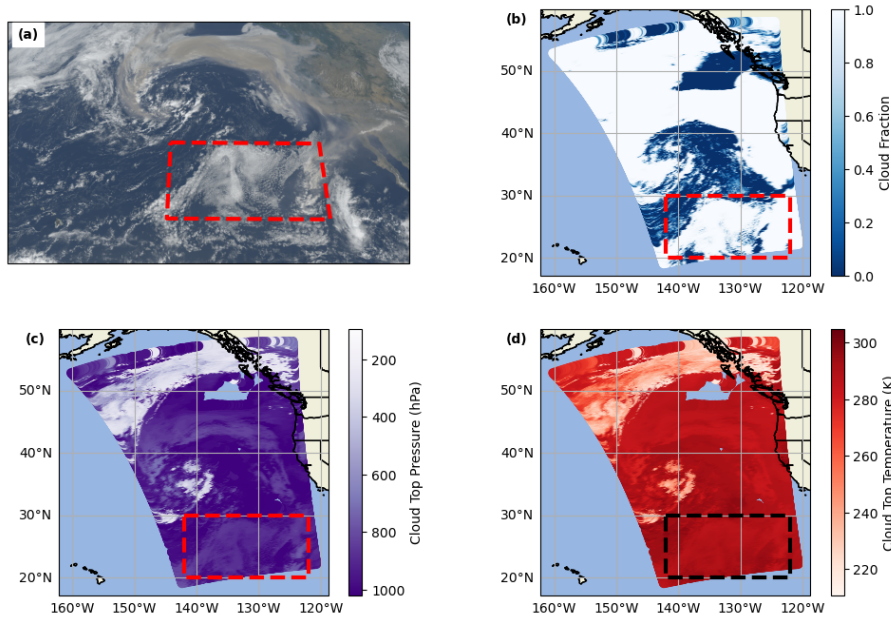 (a)
(b)
50°N
40°N
30°N
20°N
160°W 150°W 140°W 130°W 120°W
1.0
0.8
0.6
0.4
0.2
0.0
Cloud Fraction
(c)
50°N
40°N
30°N
20°N
160°W 150°W 140°W 130°W 120°W
200
400
600
800
1000
Cloud Top Pressure (hPa)
(d)
50°N
40°N
30°N
20°N
160°W 150°W 140°W 130°W 120°W
300
280
260
240
220
Cloud Top Temperature (K)